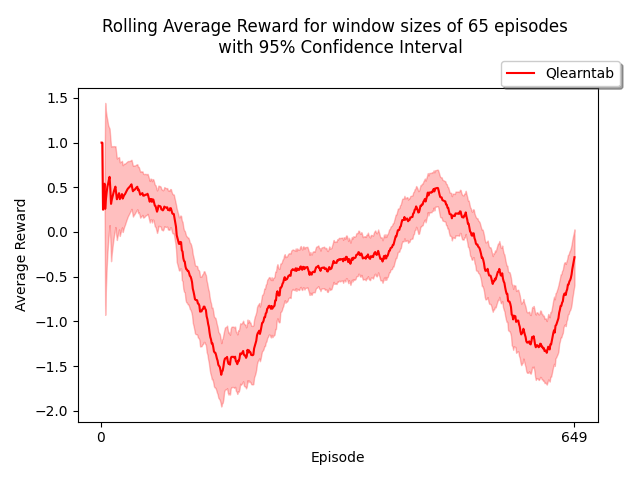 Rolling Average Reward for window sizes of 65 episodes
with 95% Confidence Interval
Qlearntab
1.5
1.0
0.5
0.0
−0.5
−1.0
−1.5
−2.0
Average Reward
0
649
Episode